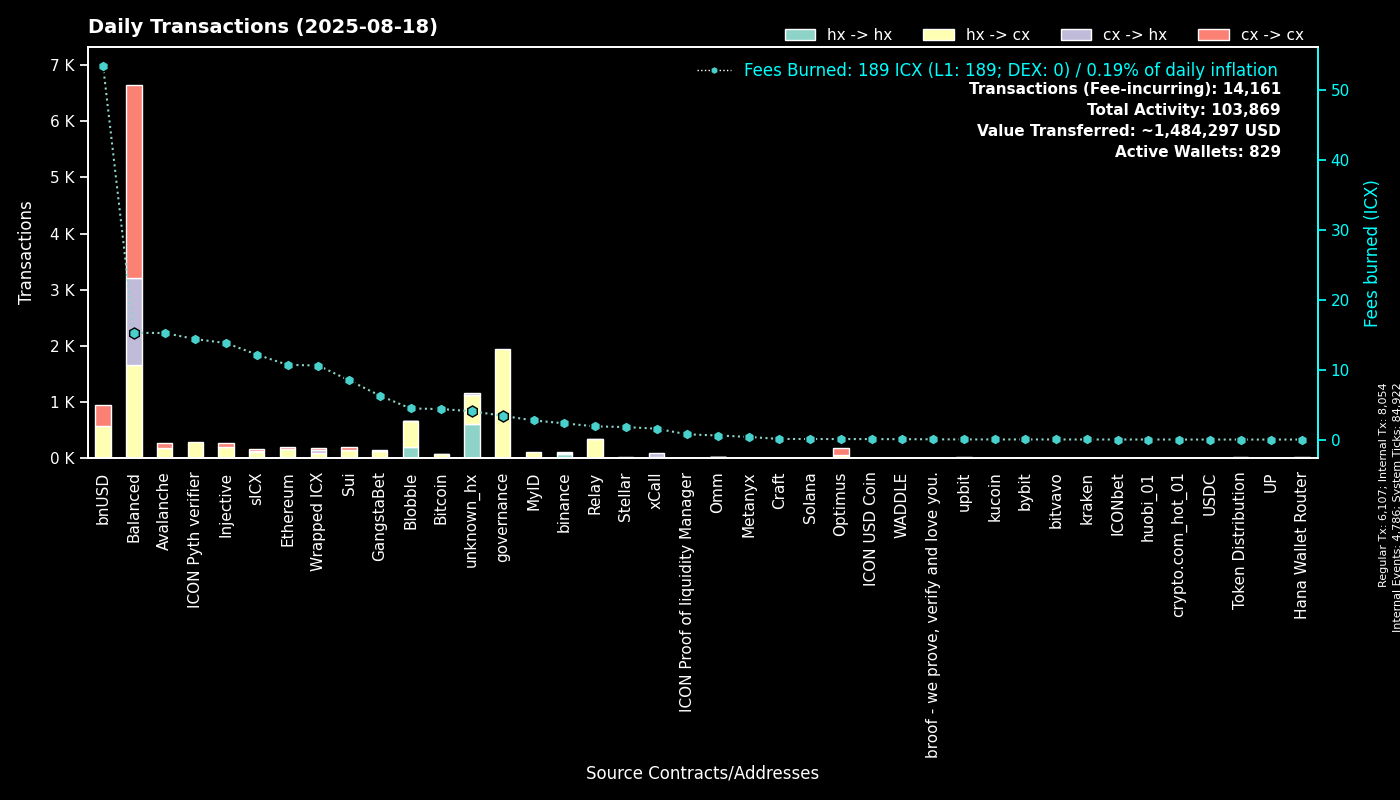 Daily Transactions (2025-08-18)
hx -> hx
hx -> cx
cx -> hx
cx -> cx
Fees Burned: 189 ICX (L1: 189; DEX: 0) / 0.19% of daily inflation
Transactions (Fee-incurring): 14,161
Total Activity: 103,869
Value Transferred: ~1,484,297 USD
Active Wallets: 829
Transactions
7 K
6 K
5 K
4 K
3 K
2 K
1 K
0 K
50
40
30
20
10
0
Fees burned (ICX)
Regular Tx: 6,107; Internal Tx: 8,054
Internal Events: 4,786; System Ticks: 84,922
bnUSD
Balanced
Avalanche
ICON Pyth verifier
Injective
sICX
Ethereum
Wrapped ICX
Sui
GangstaBet
Blobble
Bitcoin
unknown_hx
governance
MyID
binance
Relay
Stellar
xCall
ICON Proof of liquidity Manager
Omm
Metanyx
Craft
Solana
Optimus
ICON USD Coin
WADDLE
broof - we prove, verify and love you.
upbit
kucoin
bybit
bitvavo
kraken
ICONbet
huobi_01
crypto.com_hot_01
USDC
Token Distribution
UP
Hana Wallet Router
Source Contracts/Addresses